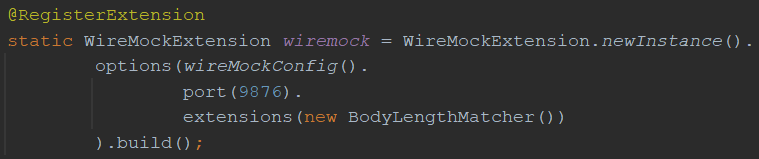 @RegisterExtension
static WireMockExtension wiremock = WireMockExtension.newInstance().
options(wireMockConfig().
port(9876).
extensions(new BodyLengthMatcher())
).build();